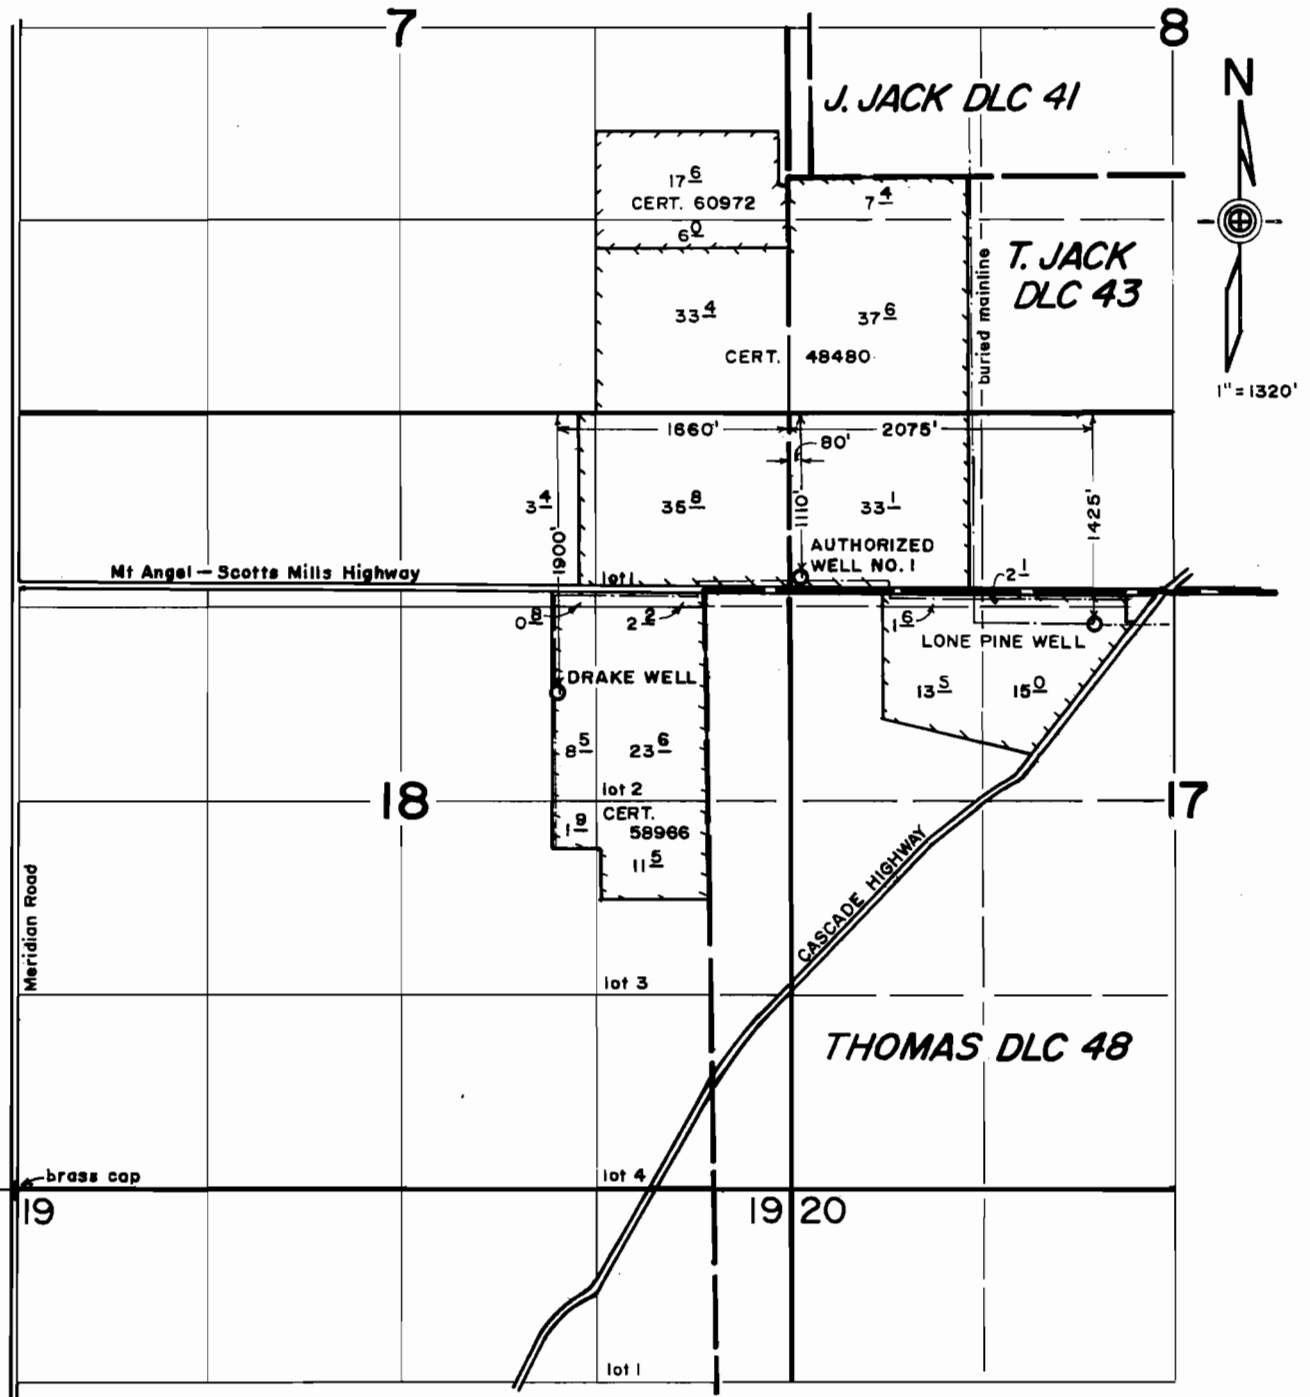 7
8
N
J. JACK DLC 41
17 6
CERT. 60972
7 4
6 0
T. JACK
DLC 43
buried mainline
33 4
37 6
CERT. 48480
1" = 1320'
1660'
2075'
80'
3 4
35 8
1110'
33 1
1425'
1900'
AUTHORIZED
WELL NO. 1
Mt Angel – Scotts Mills Highway
lot 1
2 1
0 8
2 2
1 6
LONE PINE WELL
DRAKE WELL
13 5
15 0
8 5
23 6
lot 2
18
17
CERT.
58966
1 9
11 5
CASCADE HIGHWAY
Meridian Road
lot 3
THOMAS DLC 48
brass cap
lot 4
19
19
20
lot 1